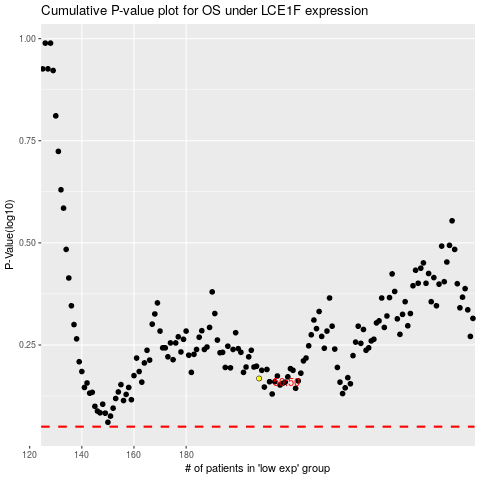 Cumulative P-value plot for OS under LCE1F expression
P-Value(log10)
1.00
0.75
0.50
0.25
120 140 160 180
# of patients in 'low exp' group